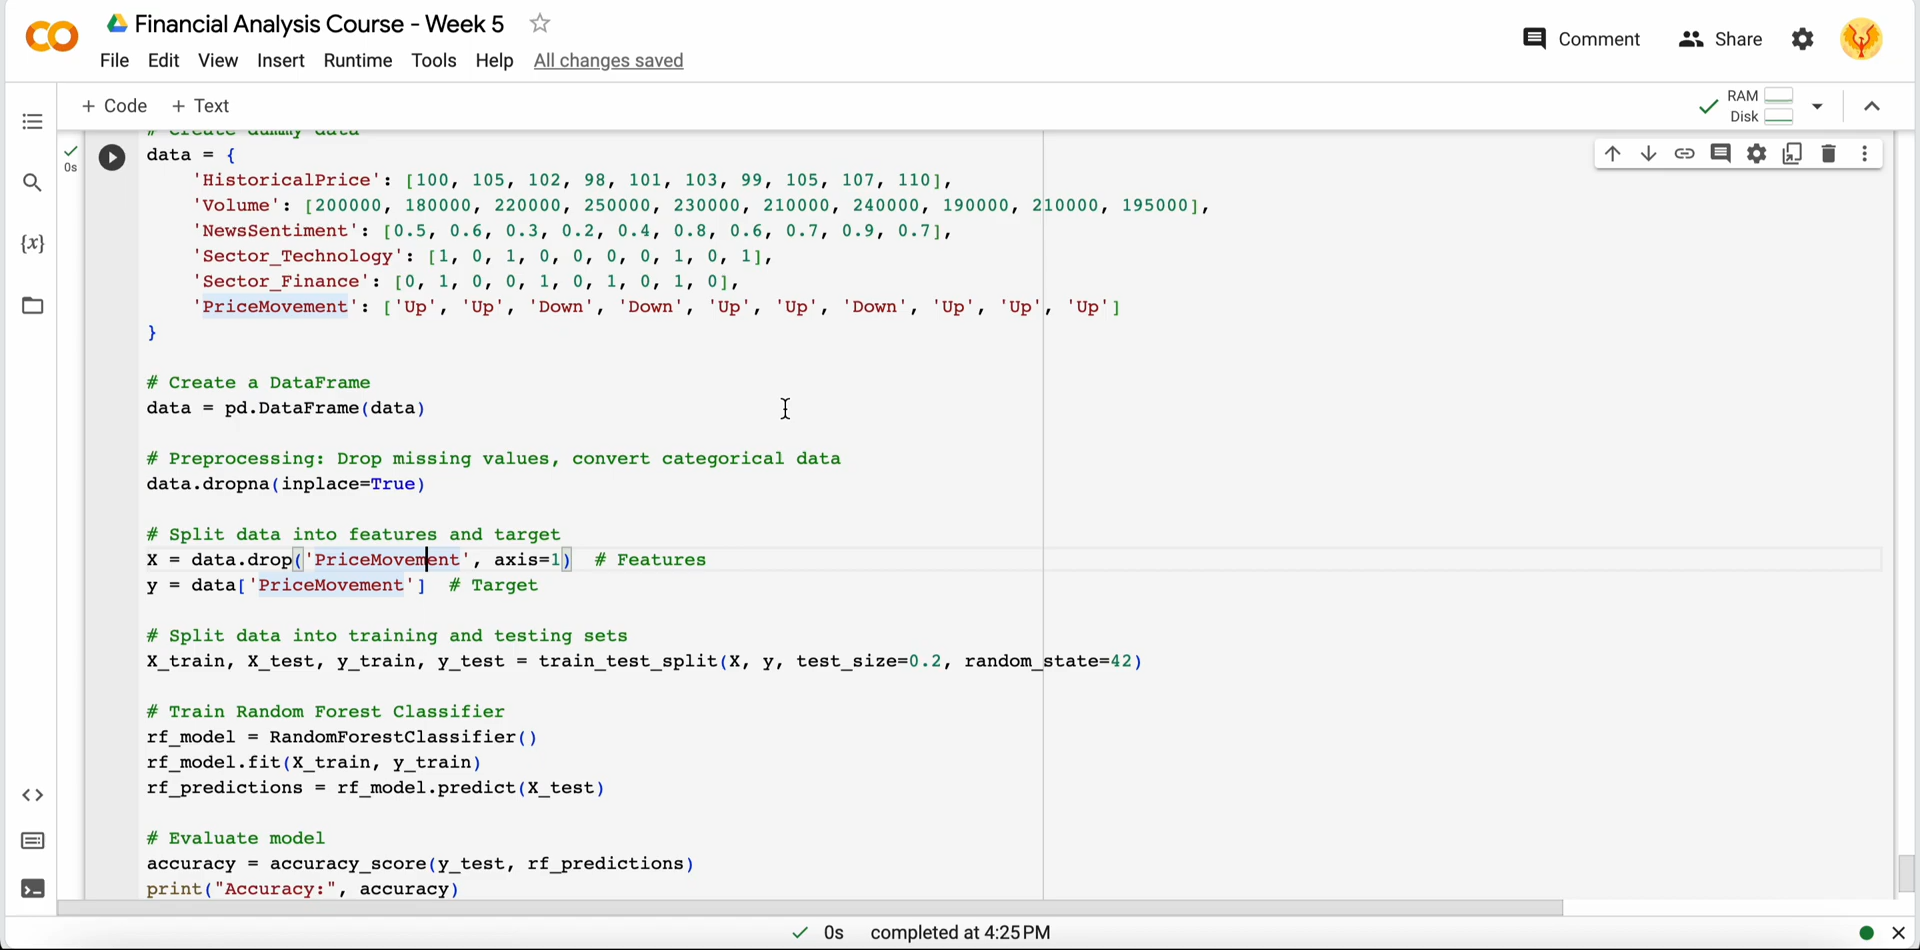 Financial Analysis Course - Week 5
File Edit View Insert Runtime Tools Help All changes saved
Comment Share
+ Code + Text
RAM
Disk
# Create dummy data
0s
data = {
'HistoricalPrice': [100, 105, 102, 98, 101, 103, 99, 105, 107, 110],
'Volume': [200000, 180000, 220000, 250000, 230000, 210000, 240000, 190000, 210000, 195000],
'NewsSentiment': [0.5, 0.6, 0.3, 0.2, 0.4, 0.8, 0.6, 0.7, 0.9, 0.7],
'Sector_Technology': [1, 0, 1, 0, 0, 0, 0, 1, 0, 1],
'Sector_Finance': [0, 1, 0, 0, 1, 0, 1, 0, 1, 0],
'PriceMovement': ['Up', 'Up', 'Down', 'Down', 'Up', 'Up', 'Down', 'Up', 'Up', 'Up']
}
# Create a DataFrame
data = pd.DataFrame(data)
# Preprocessing: Drop missing values, convert categorical data
data.dropna(inplace=True)
# Split data into features and target
X = data.drop('PriceMovement', axis=1) # Features
y = data['PriceMovement'] # Target
# Split data into training and testing sets
X_train, X_test, y_train, y_test = train_test_split(X, y, test_size=0.2, random_state=42)
# Train Random Forest Classifier
rf_model = RandomForestClassifier()
rf_model.fit(X_train, y_train)
rf_predictions = rf_model.predict(X_test)
# Evaluate model
accuracy = accuracy_score(y_test, rf_predictions)
print("Accuracy:", accuracy)
0s completed at 4:25 PM